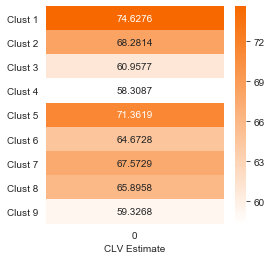 Clust 1 74.6276
Clust 2 68.2814
Clust 3 60.9577
Clust 4 58.3087
Clust 5 71.3619
Clust 6 64.6728
Clust 7 67.5729
Clust 8 65.8958
Clust 9 59.3268
0
CLV Estimate
72
69
66
63
60